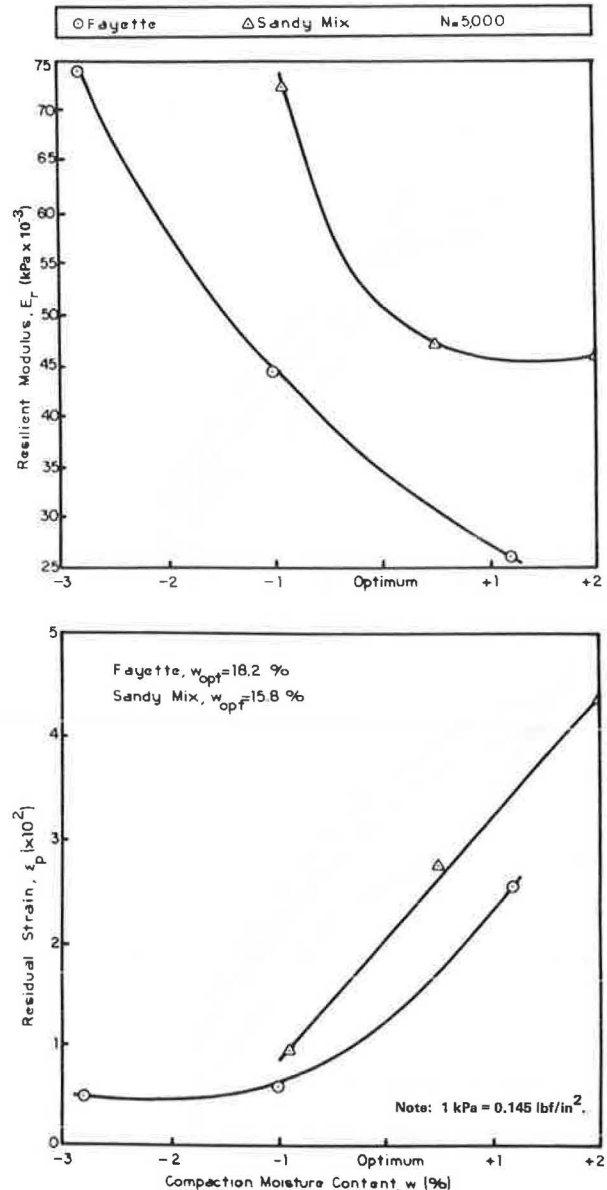 ⊙Fayette △Sandy Mix N=5,000
Resilient Modulus, E_r (kPa x 10^-3)
75
70
65
60
55
50
45
40
35
30
25
-3 -2 -1 Optimum +1 +2
Residual Strain, ε_p (x10^2)
5
4
3
2
1
0
Fayette, w_opt=18.2 %
Sandy Mix, w_opt=15.8 %
Note: 1 kPa = 0.145 lbf/in^2.
-3 -2 -1 Optimum +1 +2
Compaction Moisture Content w (%)